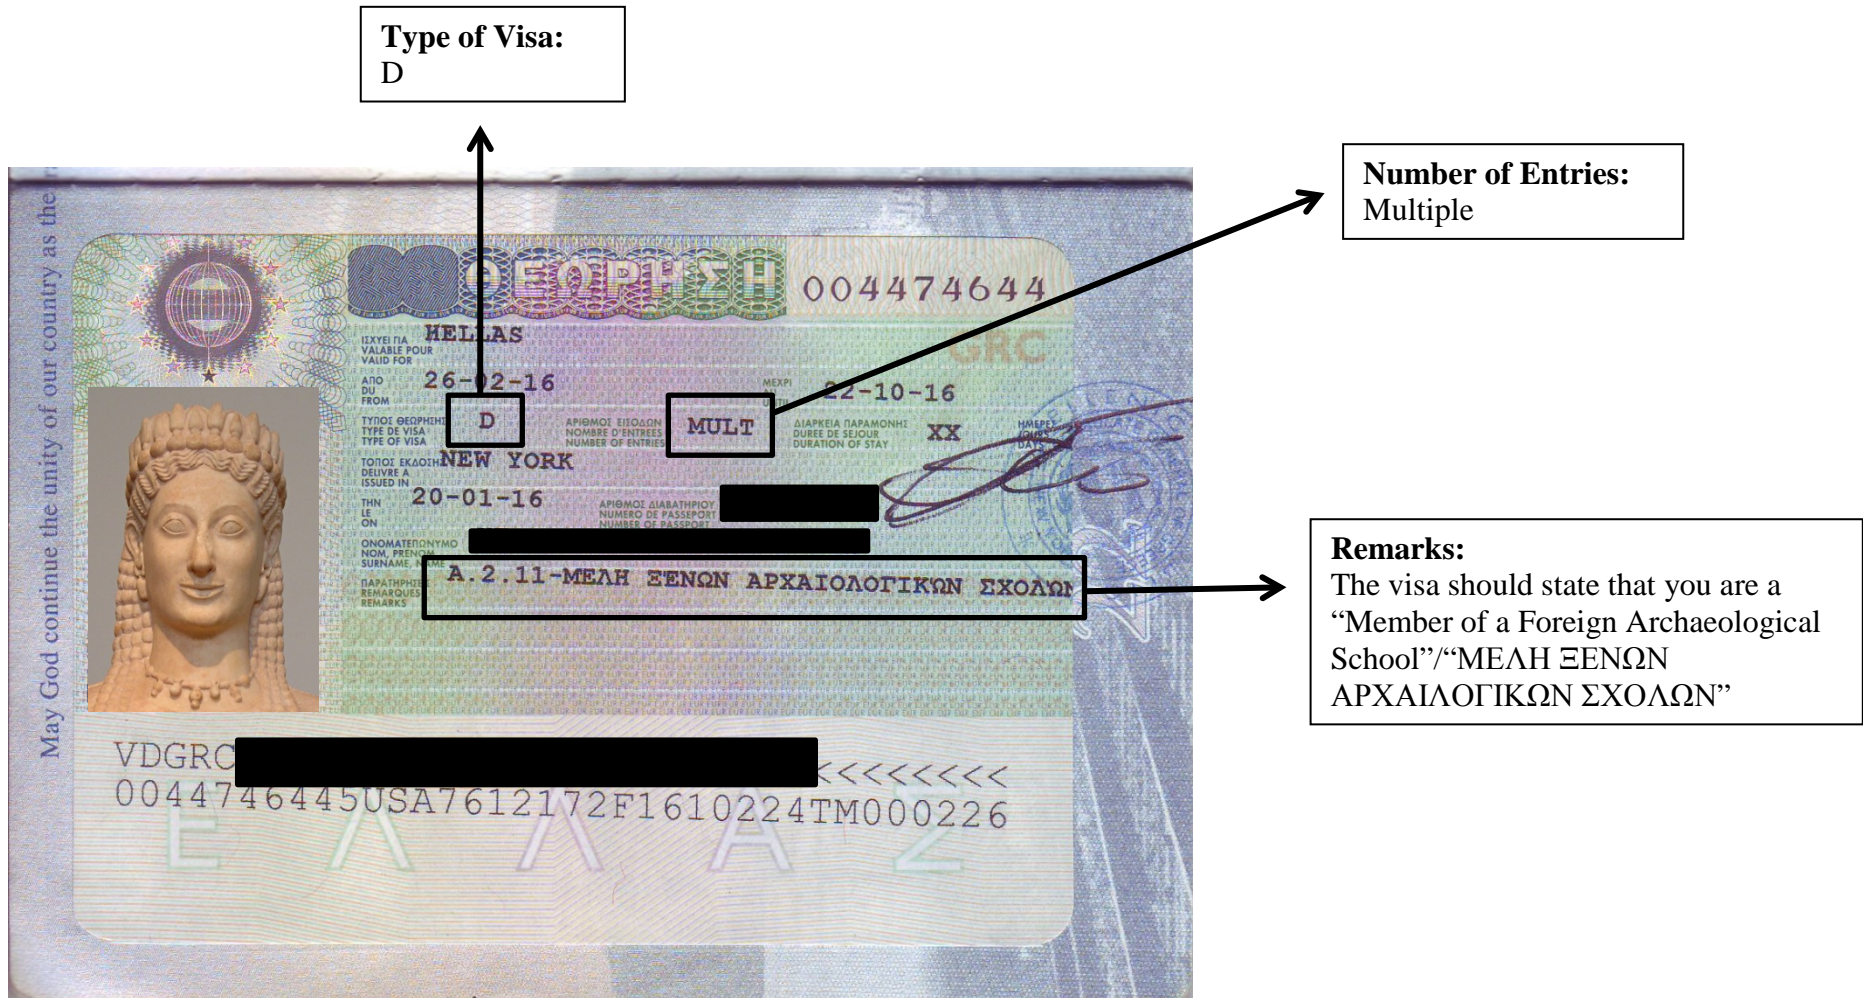 Type of Visa:
D
Number of Entries:
Multiple
May God continue the unity of our country as the
ΘΕΩΡΗΣΗ
004474644
ΙΣΧΥΕΙ ΓΙΑ
VALABLE POUR
VALID FOR
HELLAS
GRC
ΑΠΟ
DU
FROM
26-02-16
ΜΕΧΡΙ
22-10-16
ΤΥΠΟΣ ΘΕΩΡΗΣΗΣ
TYPE DE VISA
TYPE OF VISA
D
ΑΡΙΘΜΟΣ ΕΙΣΟΔΩΝ
NOMBRE D'ENTREES
NUMBER OF ENTRIES
MULT
ΔΙΑΡΚΕΙΑ ΠΑΡΑΜΟΝΗΣ
DUREE DE SEJOUR
DURATION OF STAY
XX
ΗΜΕΡΕΣ
JOURS
DAYS
ΤΟΠΟΣ ΕΚΔΟΣΗΣ
DELIVRE A
ISSUED IN
NEW YORK
ΤΗΝ
LE
ON
20-01-16
ΑΡΙΘΜΟΣ ΔΙΑΒΑΤΗΡΙΟΥ
NUMERO DE PASSEPORT
NUMBER OF PASSPORT
ΟΝΟΜΑΤΕΠΩΝΥΜΟ
NOM, PRENOM
SURNAME, NAME
ΠΑΡΑΤΗΡΗΣΕΙΣ
REMARQUES
REMARKS
Α.2.11-ΜΕΛΗ ΞΕΝΩΝ ΑΡΧΑΙΟΛΟΓΙΚΏΝ ΣΧΟΛΏΝ
Remarks:
The visa should state that you are a
“Member of a Foreign Archaeological
School”/“ΜΕΛΗ ΞΕΝΩΝ
ΑΡΧΑΙΛΟΓΙΚΩΝ ΣΧΟΛΩΝ”
VDGRC
<<<<<<<<
0044746445USA7612172F1610224TM000226
Ε Λ Λ Α Σ